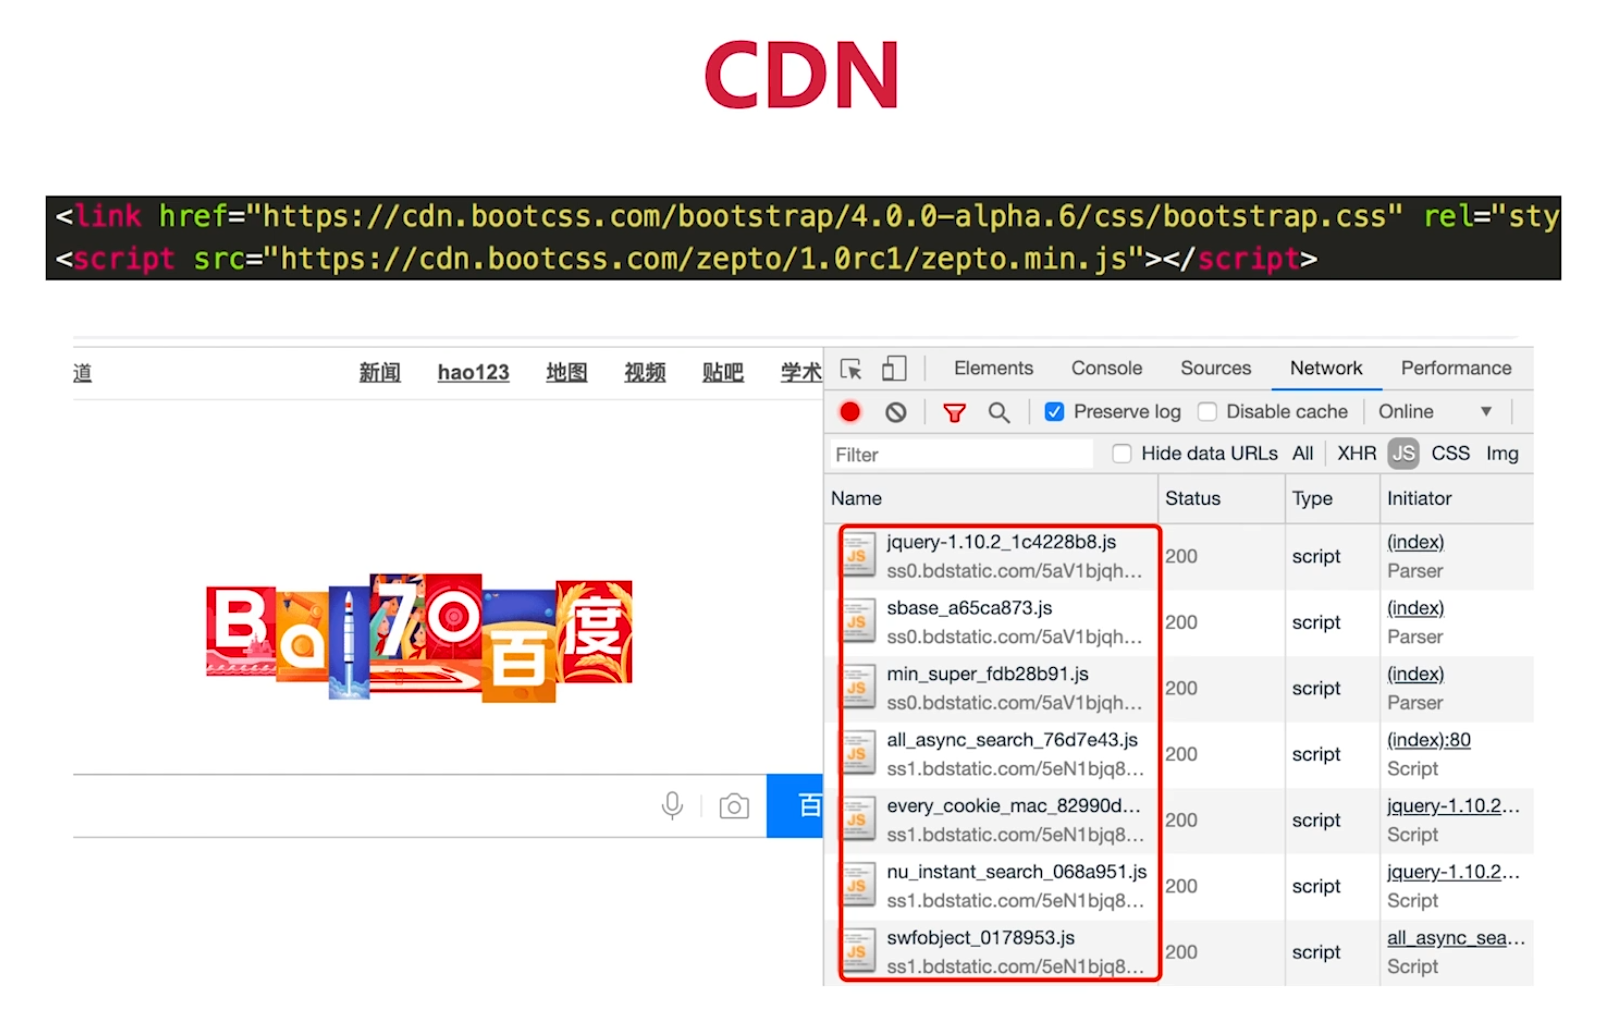 CDN
<link href="https://cdn.bootcss.com/bootstrap/4.0.0-alpha.6/css/bootstrap.css" rel="sty
<script src="https://cdn.bootcss.com/zepto/1.0rc1/zepto.min.js"></script>
道 新闻 hao123 地图 视频 贴吧 学术
Elements Console Sources Network Performance
Preserve log Disable cache Online
Filter Hide data URLs All XHR JS CSS Img
Name Status Type Initiator
jquery-1.10.2_1c4228b8.js 200 script (index)
ss0.bdstatic.com/5aV1bjqh... Parser
sbase_a65ca873.js 200 script (index)
ss0.bdstatic.com/5aV1bjqh... Parser
min_super_fdb28b91.js 200 script (index)
ss0.bdstatic.com/5aV1bjqh... Parser
all_async_search_76d7e43.js 200 script (index):80
ss1.bdstatic.com/5eN1bjq8... Script
every_cookie_mac_82990d... 200 script jquery-1.10.2...
ss1.bdstatic.com/5eN1bjq8... Script
nu_instant_search_068a951.js 200 script jquery-1.10.2...
ss1.bdstatic.com/5eN1bjq8... Script
swfobject_0178953.js 200 script all_async_sea...
ss1.bdstatic.com/5eN1bjq8... Script
Bai70百度
百